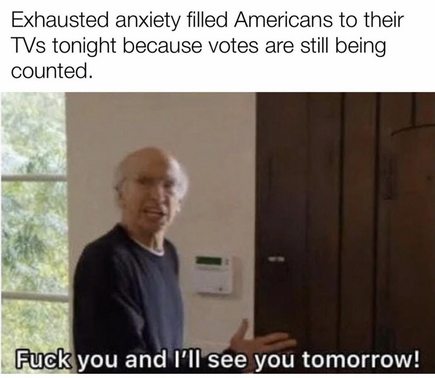 Exhausted anxiety filled Americans to their
TVs tonight because votes are still being
counted.
Fuck you and I'll see you tomorrow!